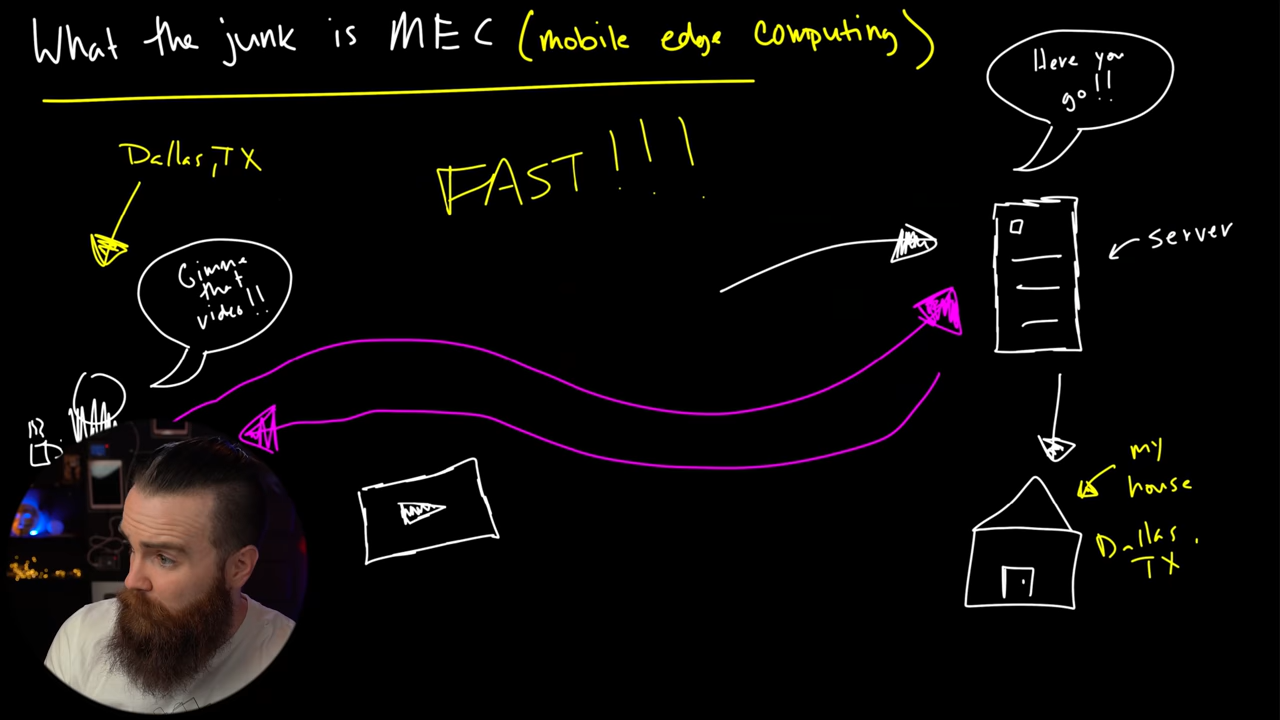 What the junk is MEC (mobile edge computing)
Here you
go!!
Dallas, TX
FAST!!!
Gimme
that
video!!
server
my
house
Dallas
TX.